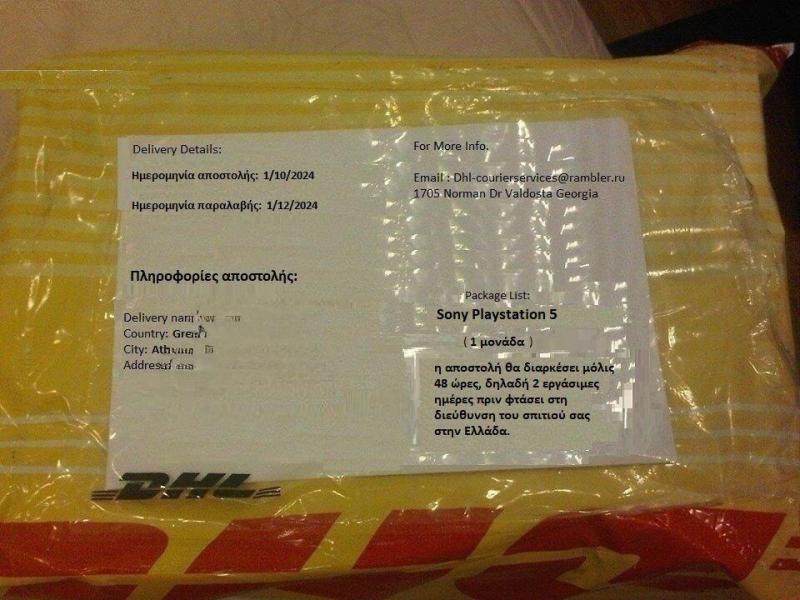 Delivery Details:
Ημερομηνία αποστολής: 1/10/2024
Ημερομηνία παραλαβής: 1/12/2024
For More Info.
Email : Dhl-courierservices@rambler.ru
1705 Norman Dr Valdosta Georgia
Πληροφορίες αποστολής:
Delivery
Country:
City:
Package List:
Sony Playstation 5
( 1 μονάδα )
η αποστολή θα διαρκέσει μόλις
48 ώρες, δηλαδή 2 εργάσιμες
ημέρες πριν φτάσει στη
διεύθυνση του σπιτιού σας
στην Ελλάδα.
DHL
DHL